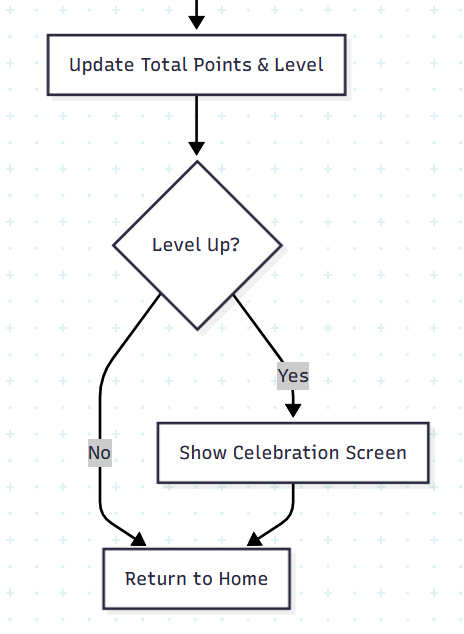 Update Total Points & Level
Level Up?
Yes
No
Show Celebration Screen
Return to Home